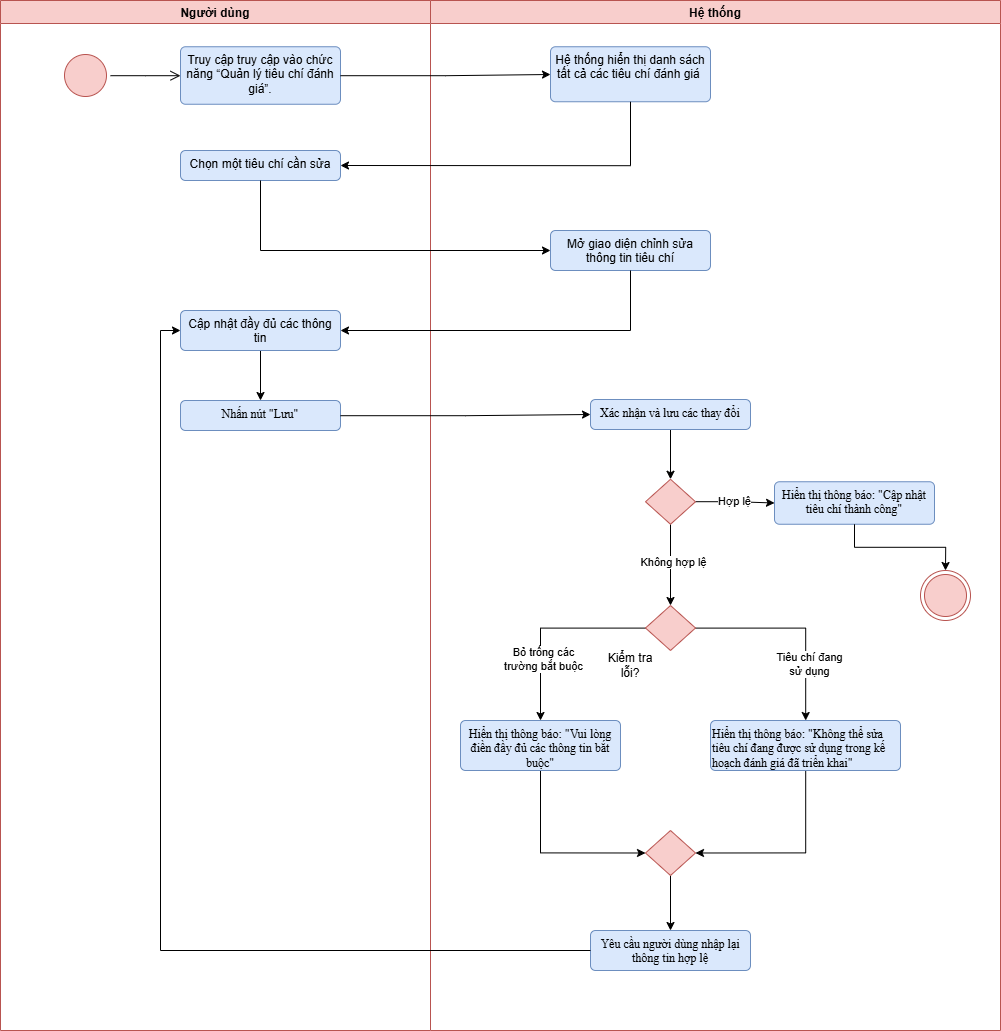 Người dùng
Hệ thống
Truy cập truy cập vào chức
năng “Quản lý tiêu chí đánh
giá”.
Hệ thống hiển thị danh sách
tất cả các tiêu chí đánh giá
Chọn một tiêu chí cần sửa
Mở giao diện chỉnh sửa
thông tin tiêu chí
Cập nhật đầy đủ các thông
tin
Nhấn nút "Lưu"
Xác nhận và lưu các thay đổi
Hợp lệ
Hiển thị thông báo: "Cập nhật
tiêu chí thành công"
Không hợp lệ
Bỏ trống các
trường bắt buộc
Kiểm tra
lỗi?
Tiêu chí đang
sử dụng
Hiển thị thông báo: "Vui lòng
điền đầy đủ các thông tin bắt
buộc"
Hiển thị thông báo: "Không thể sửa
tiêu chí đang được sử dụng trong kế
hoạch đánh giá đã triển khai"
Yêu cầu người dùng nhập lại
thông tin hợp lệ